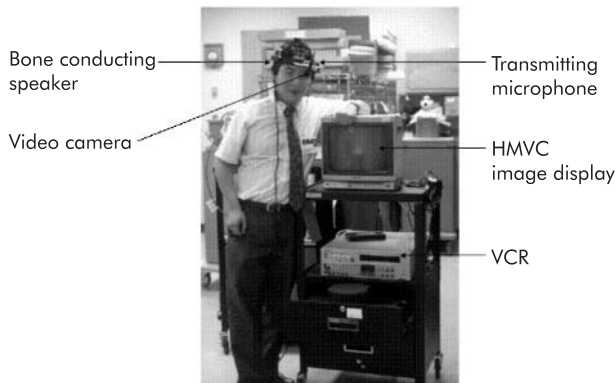 Bone conducting
speaker
Transmitting
microphone
Video camera
HMVC
image display
VCR